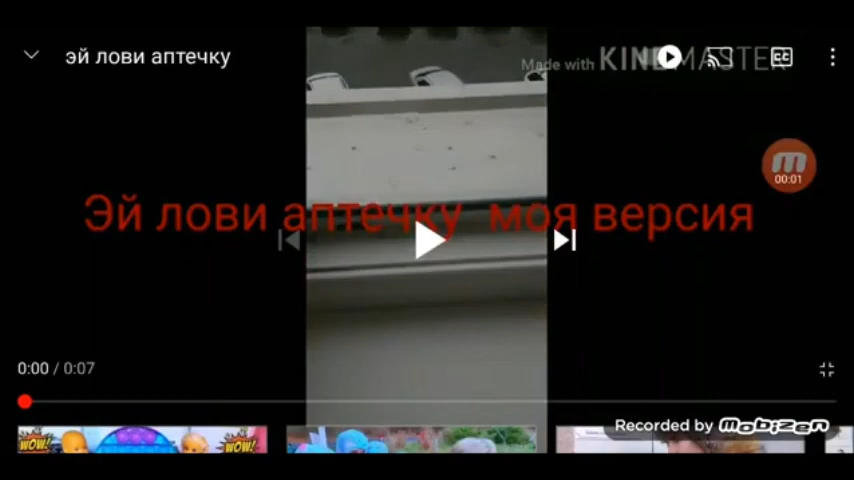 эй лови аптечку
Made with KINEMASTER
00:01
Эй лови аптечку моя версия
0:00 / 0:07
Recorded by mobizen
WOW!
WOW!